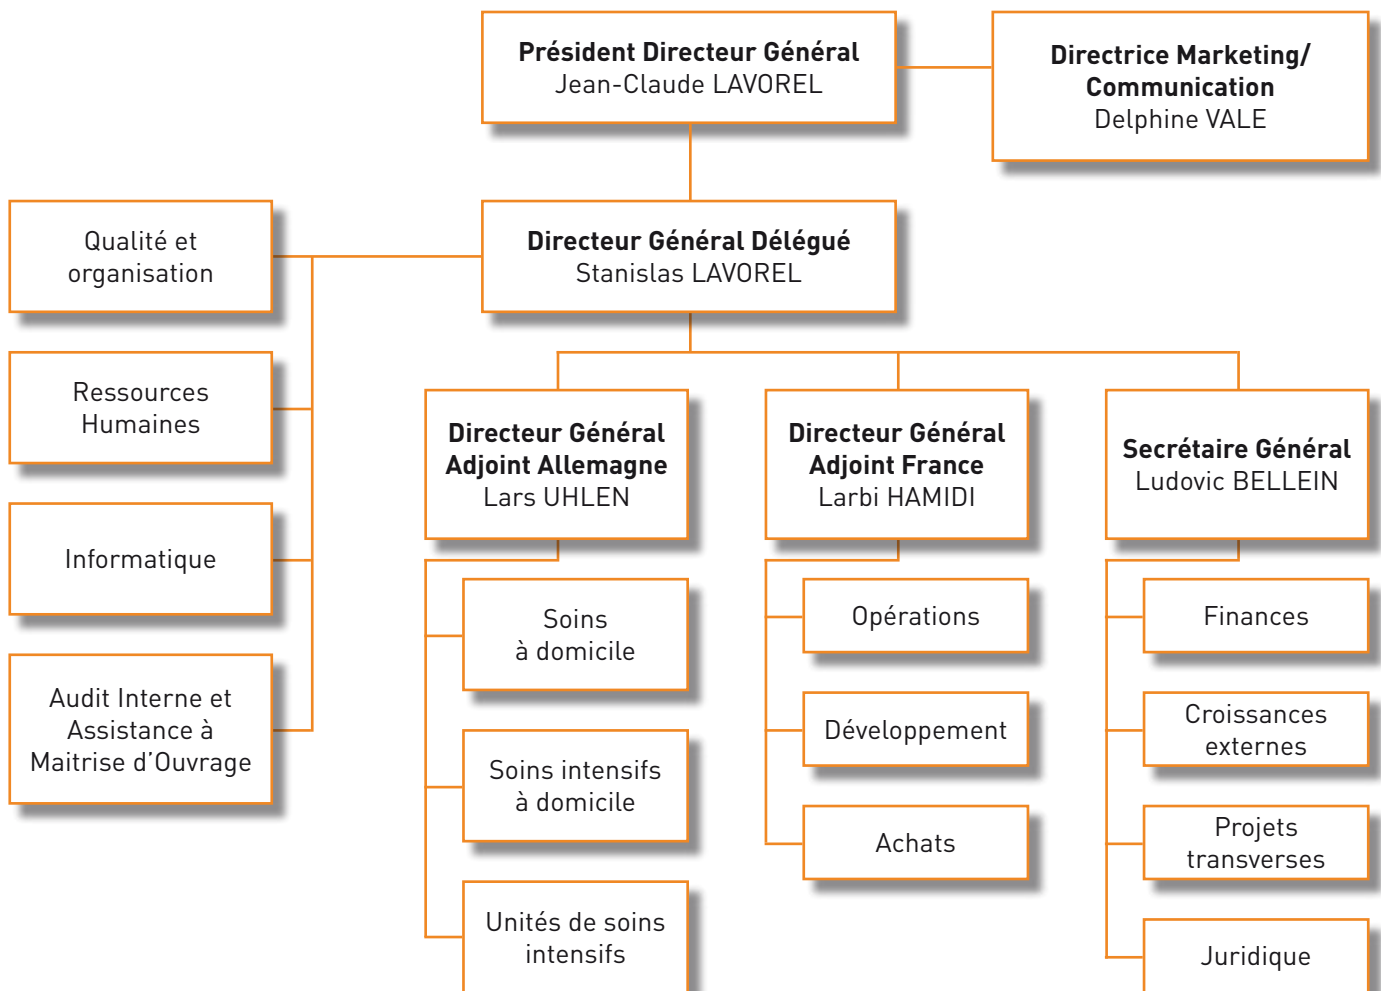 Président Directeur Général
Jean-Claude LAVOREL
Directrice Marketing/
Communication
Delphine VALE
Directeur Général Délégué
Stanislas LAVOREL
Qualité et
organisation
Ressources
Humaines
Informatique
Audit Interne et
Assistance à
Maitrise d'Ouvrage
Directeur Général
Adjoint Allemagne
Lars UHLEN
Soins
à domicile
Soins intensifs
à domicile
Unités de soins
intensifs
Directeur Général
Adjoint France
Larbi HAMIDI
Opérations
Développement
Achats
Secrétaire Général
Ludovic BELLEIN
Finances
Croissances
externes
Projets
transverses
Juridique